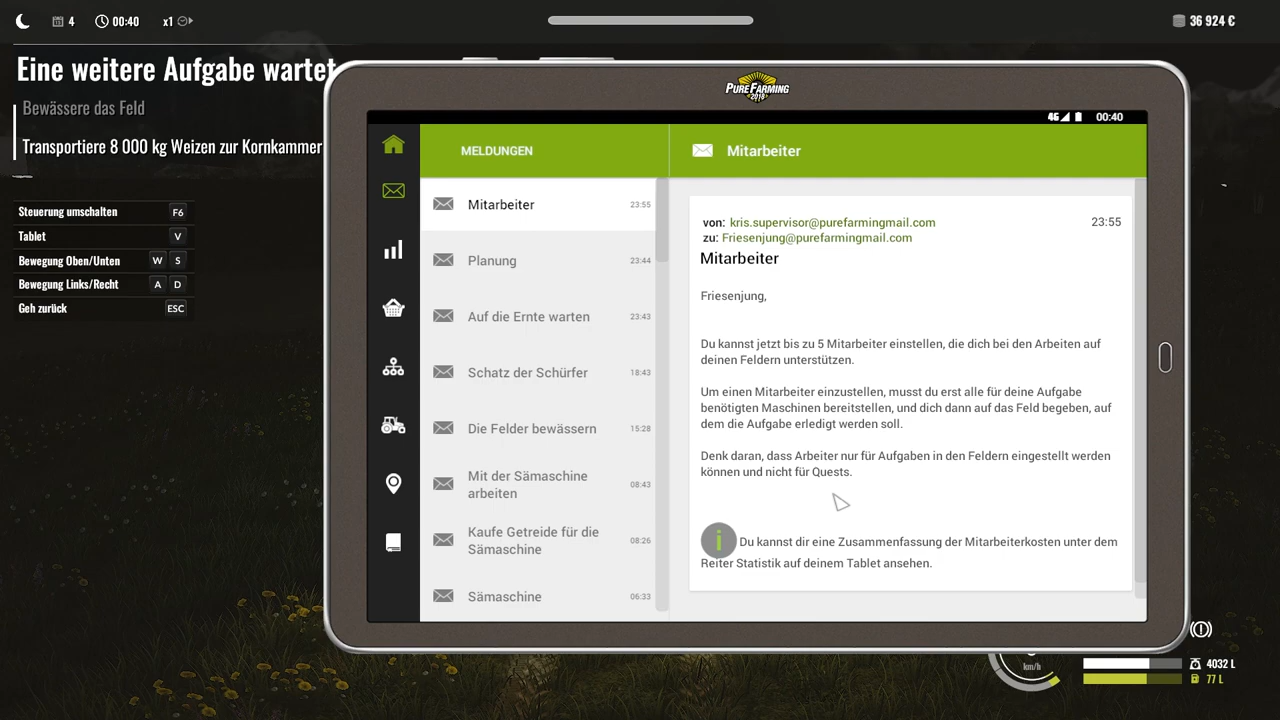 4
00:40
x1
36 924 €
Eine weitere Aufgabe wartet
Bewässere das Feld
Transportiere 8 000 kg Weizen zur Kornkammer
Steuerung umschalten F6
Tablet V
Bewegung Oben/Unten W S
Bewegung Links/Recht A D
Geh zurück ESC
PURE FARMING
2018
4G 00:40
MELDUNGEN
Mitarbeiter 23:55
Planung 23:44
Auf die Ernte warten 23:43
Schatz der Schürfer 18:43
Die Felder bewässern 15:28
Mit der Sämaschine
arbeiten 08:43
Kaufe Getreide für die
Sämaschine 08:26
Sämaschine 06:33
Mitarbeiter
von: kris.supervisor@purefarmingmail.com 23:55
zu: Friesenjung@purefarmingmail.com
Mitarbeiter
Friesenjung,
Du kannst jetzt bis zu 5 Mitarbeiter einstellen, die dich bei den Arbeiten auf
deinen Feldern unterstützen.
Um einen Mitarbeiter einzustellen, musst du erst alle für deine Aufgabe
benötigten Maschinen bereitstellen, und dich dann auf das Feld begeben, auf
dem die Aufgabe erledigt werden soll.
Denk daran, dass Arbeiter nur für Aufgaben in den Feldern eingestellt werden
können und nicht für Quests.
i Du kannst dir eine Zusammenfassung der Mitarbeiterkosten unter dem
Reiter Statistik auf deinem Tablet ansehen.
km/h
4032 L
77 L